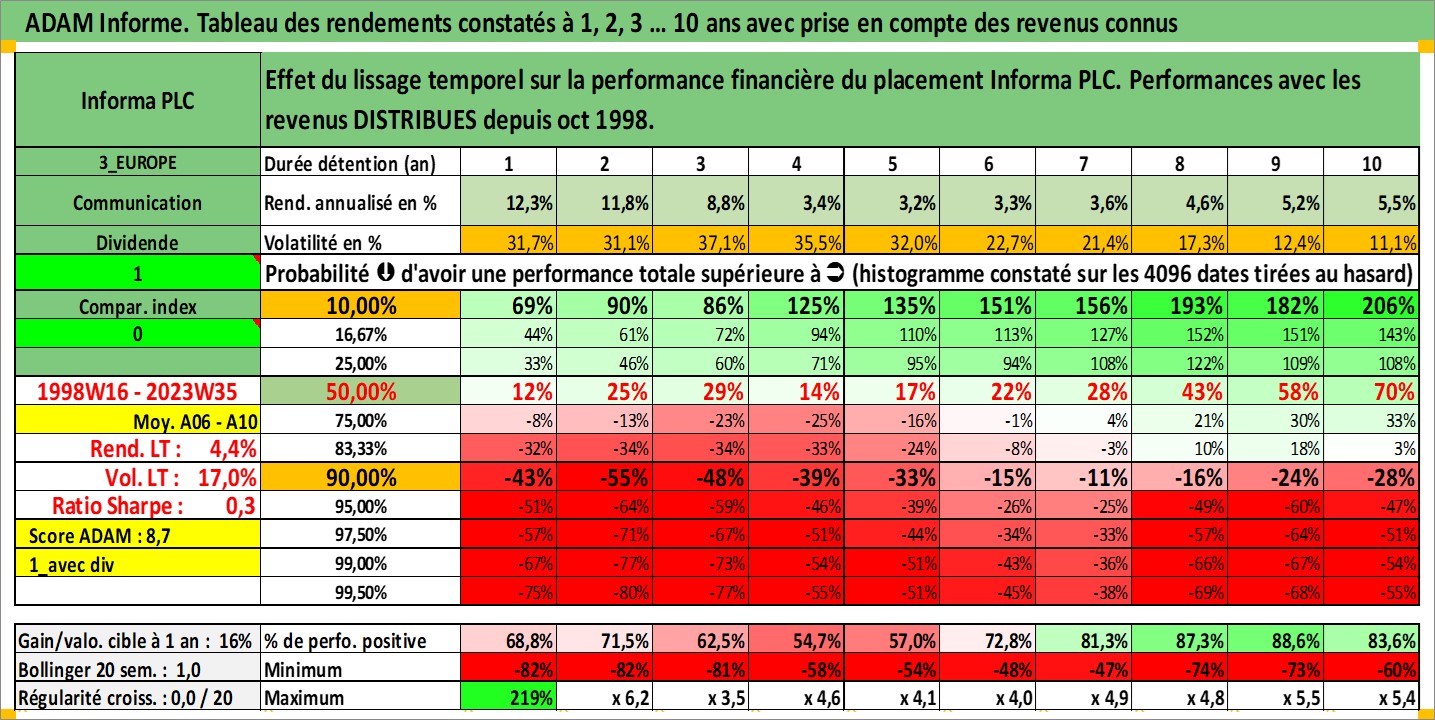 ADAM Informe. Tableau des rendements constatés à 1, 2, 3 ... 10 ans avec prise en compte des revenus connus
Informa PLC
Effet du lissage temporel sur la performance financière du placement Informa PLC. Performances avec les
revenus DISTRIBUES depuis oct 1998.
3_EUROPE Durée détention (an) 1 2 3 4 5 6 7 8 9 10
Communication Rend. annualisé en % 12,3% 11,8% 8,8% 3,4% 3,2% 3,3% 3,6% 4,6% 5,2% 5,5%
Dividende Volatilité en % 31,7% 31,1% 37,1% 35,5% 32,0% 22,7% 21,4% 17,3% 12,4% 11,1%
1 Probabilité d'avoir une performance totale supérieure à (histogramme constaté sur les 4096 dates tirées au hasard)
Compar. index 10,00% 69% 90% 86% 125% 135% 151% 156% 193% 182% 206%
0 16,67% 44% 61% 72% 94% 110% 113% 127% 152% 151% 143%
25,00% 33% 46% 60% 71% 95% 94% 108% 122% 109% 108%
1998W16 - 2023W35 50,00% 12% 25% 29% 14% 17% 22% 28% 43% 58% 70%
Moy. A06 - A10 75,00% -8% -13% -23% -25% -16% -1% 4% 21% 30% 33%
Rend. LT : 4,4% 83,33% -32% -34% -34% -33% -24% -8% -3% 10% 18% 3%
Vol. LT : 17,0% 90,00% -43% -55% -48% -39% -33% -15% -11% -16% -24% -28%
Ratio Sharpe : 0,3 95,00% -51% -64% -59% -46% -39% -26% -25% -49% -60% -47%
Score ADAM : 8,7 97,50% -57% -71% -67% -51% -44% -34% -33% -57% -64% -51%
1_avec div 99,00% -67% -77% -73% -54% -51% -43% -36% -66% -67% -54%
99,50% -75% -80% -77% -55% -51% -45% -38% -69% -68% -55%
Gain/valo. cible à 1 an : 16% % de perfo. positive 68,8% 71,5% 62,5% 54,7% 57,0% 72,8% 81,3% 87,3% 88,6% 83,6%
Bollinger 20 sem. : 1,0 Minimum -82% -82% -81% -58% -54% -48% -47% -74% -73% -60%
Régularité croiss. : 0,0 / 20 Maximum 219% x 6,2 x 3,5 x 4,6 x 4,1 x 4,0 x 4,9 x 4,8 x 5,5 x 5,4